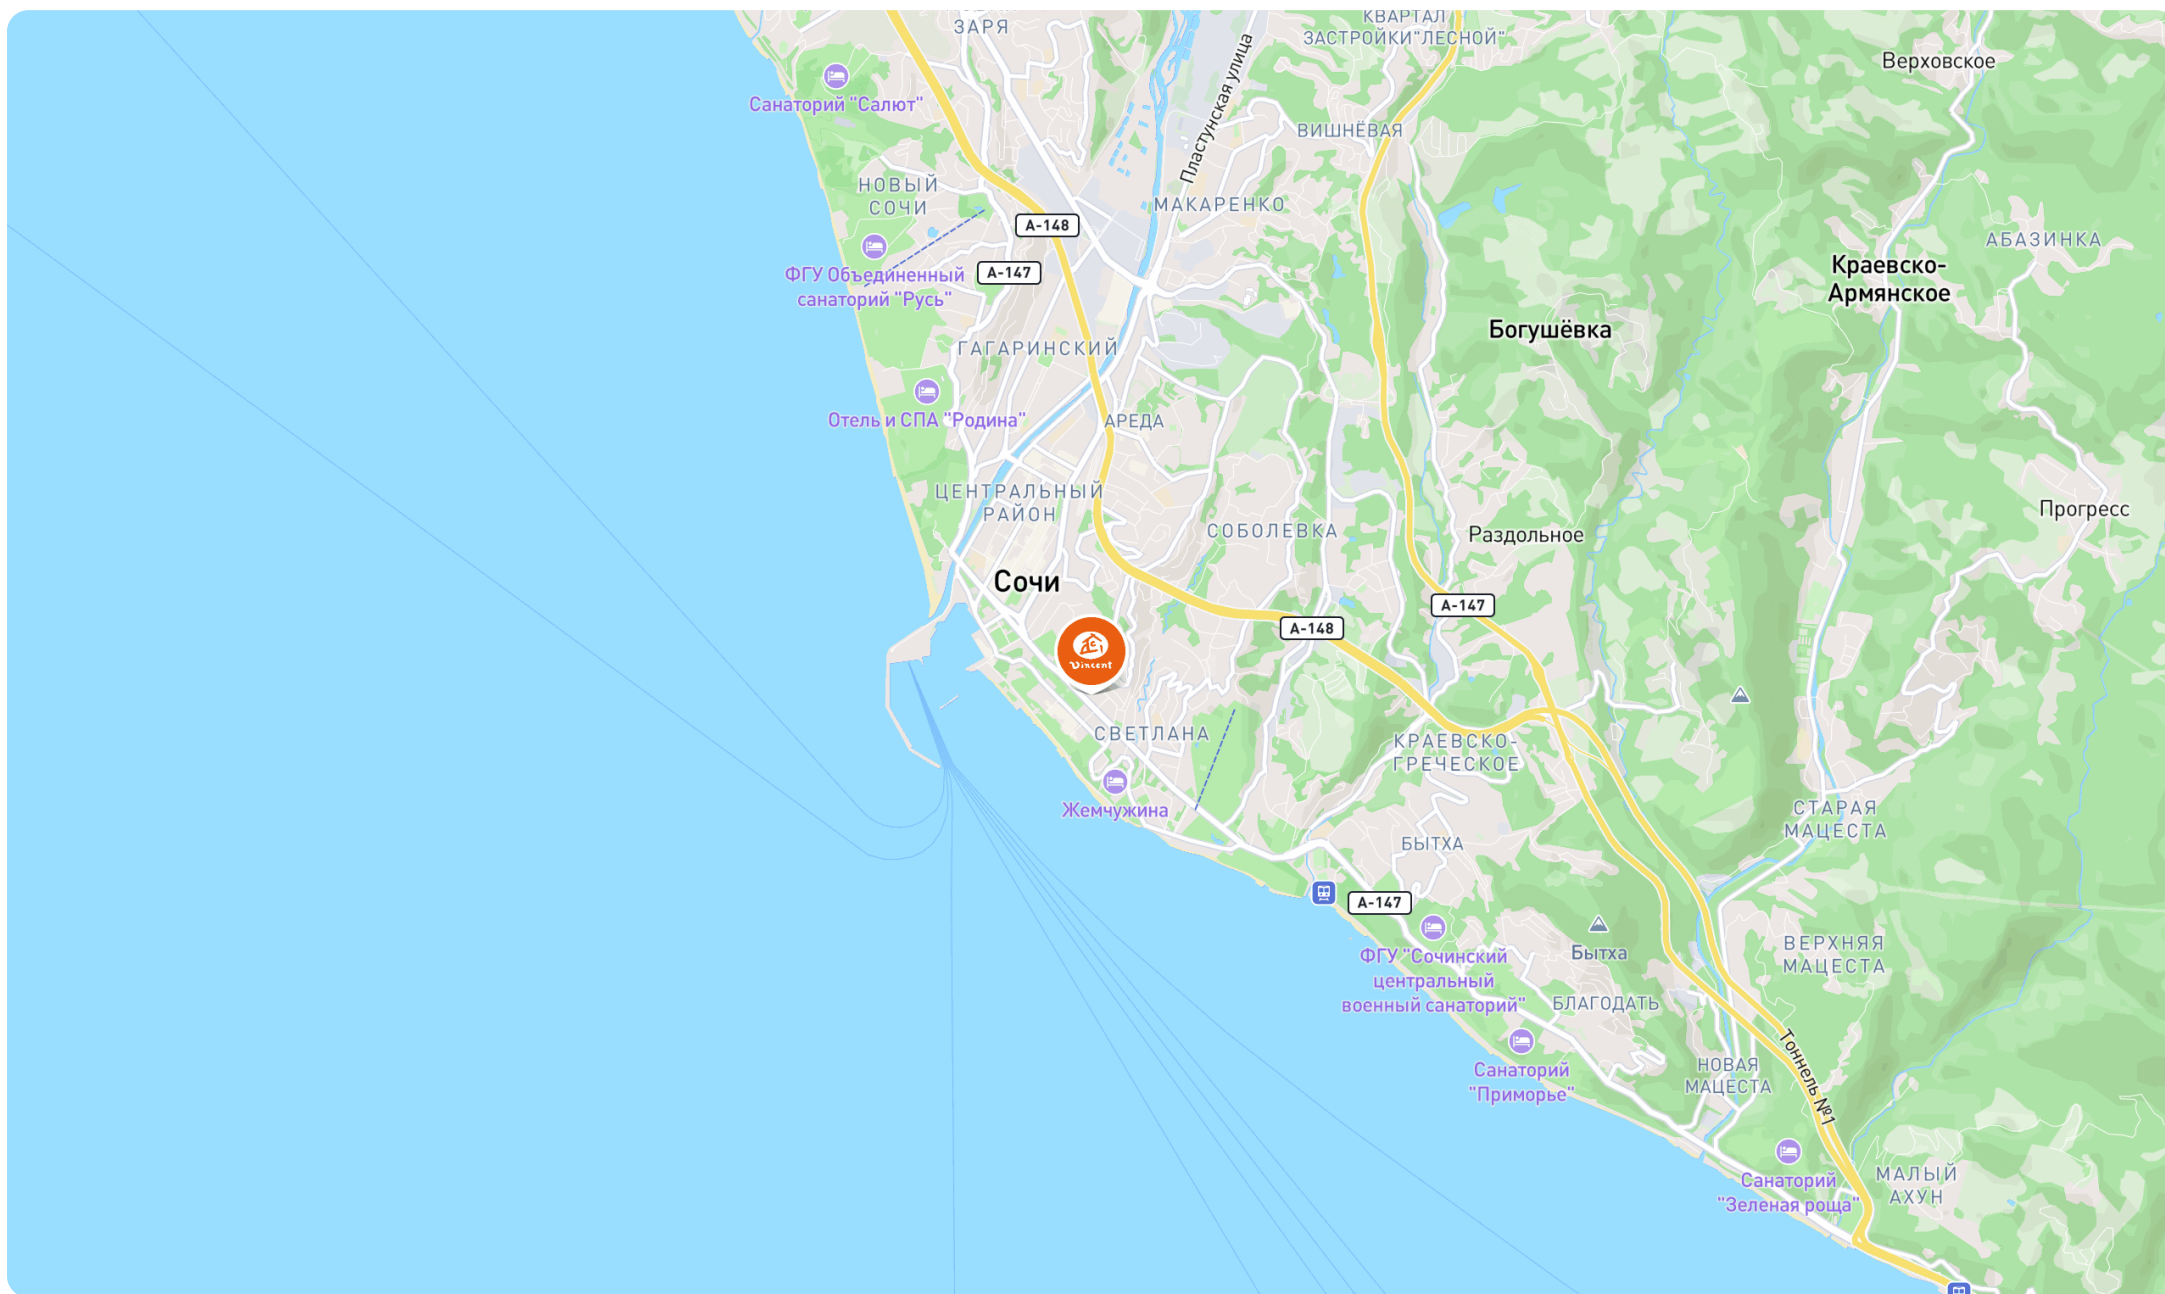 ЗАРЯ
КВАРТАЛ
ЗАСТРОЙКИ"ЛЕСНОЙ"
Верховское
Санаторий "Салют"
Пластунская улица
ВИШНЁВАЯ
НОВЫЙ
СОЧИ
МАКАРЕНКО
А-148
АБАЗИНКА
ФГУ Объединенный
санаторий "Русь"
А-147
Краевско-
Армянское
Богушёвка
ГАГАРИНСКИЙ
Отель и СПА "Родина"
АРЕДА
ЦЕНТРАЛЬНЫЙ
РАЙОН
СОБОЛЕВКА
Раздольное
Прогресс
Сочи
А-147
А-148
Vincent
СВЕТЛАНА
КРАЕВСКО-
ГРЕЧЕСКОЕ
Жемчужина
СТАРАЯ
МАЦЕСТА
БЫТХА
А-147
ФГУ "Сочинский
центральный
военный санаторий"
Бытха
ВЕРХНЯЯ
МАЦЕСТА
БЛАГОДАТЬ
Санаторий
"Приморье"
НОВАЯ
МАЦЕСТА
Тоннель №1
Санаторий
"Зеленая роща"
МАЛЫЙ
АХУН